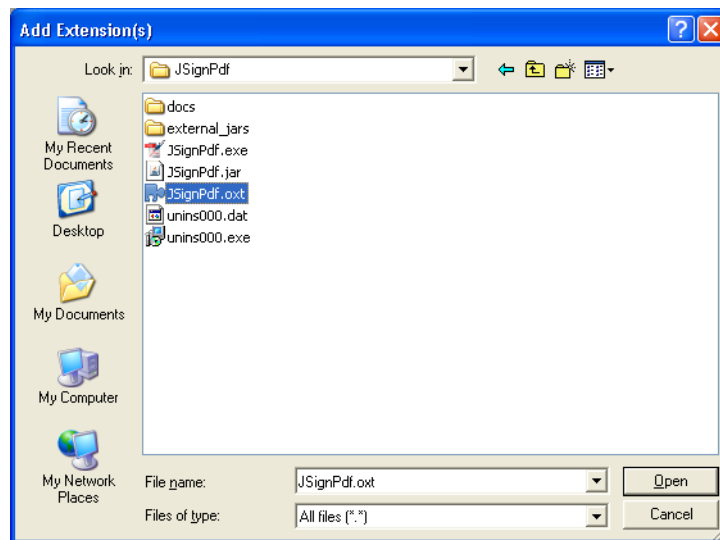 Add Extension(s)
Look in: JSignPdf
My Recent
Documents
Desktop
My Documents
My Computer
My Network
Places
docs
external_jars
JSignPdf.exe
JSignPdf.jar
JSignPdf.oxt
unins000.dat
unins000.exe
File name: JSignPdf.oxt Open
Files of type: All files (*.*) Cancel